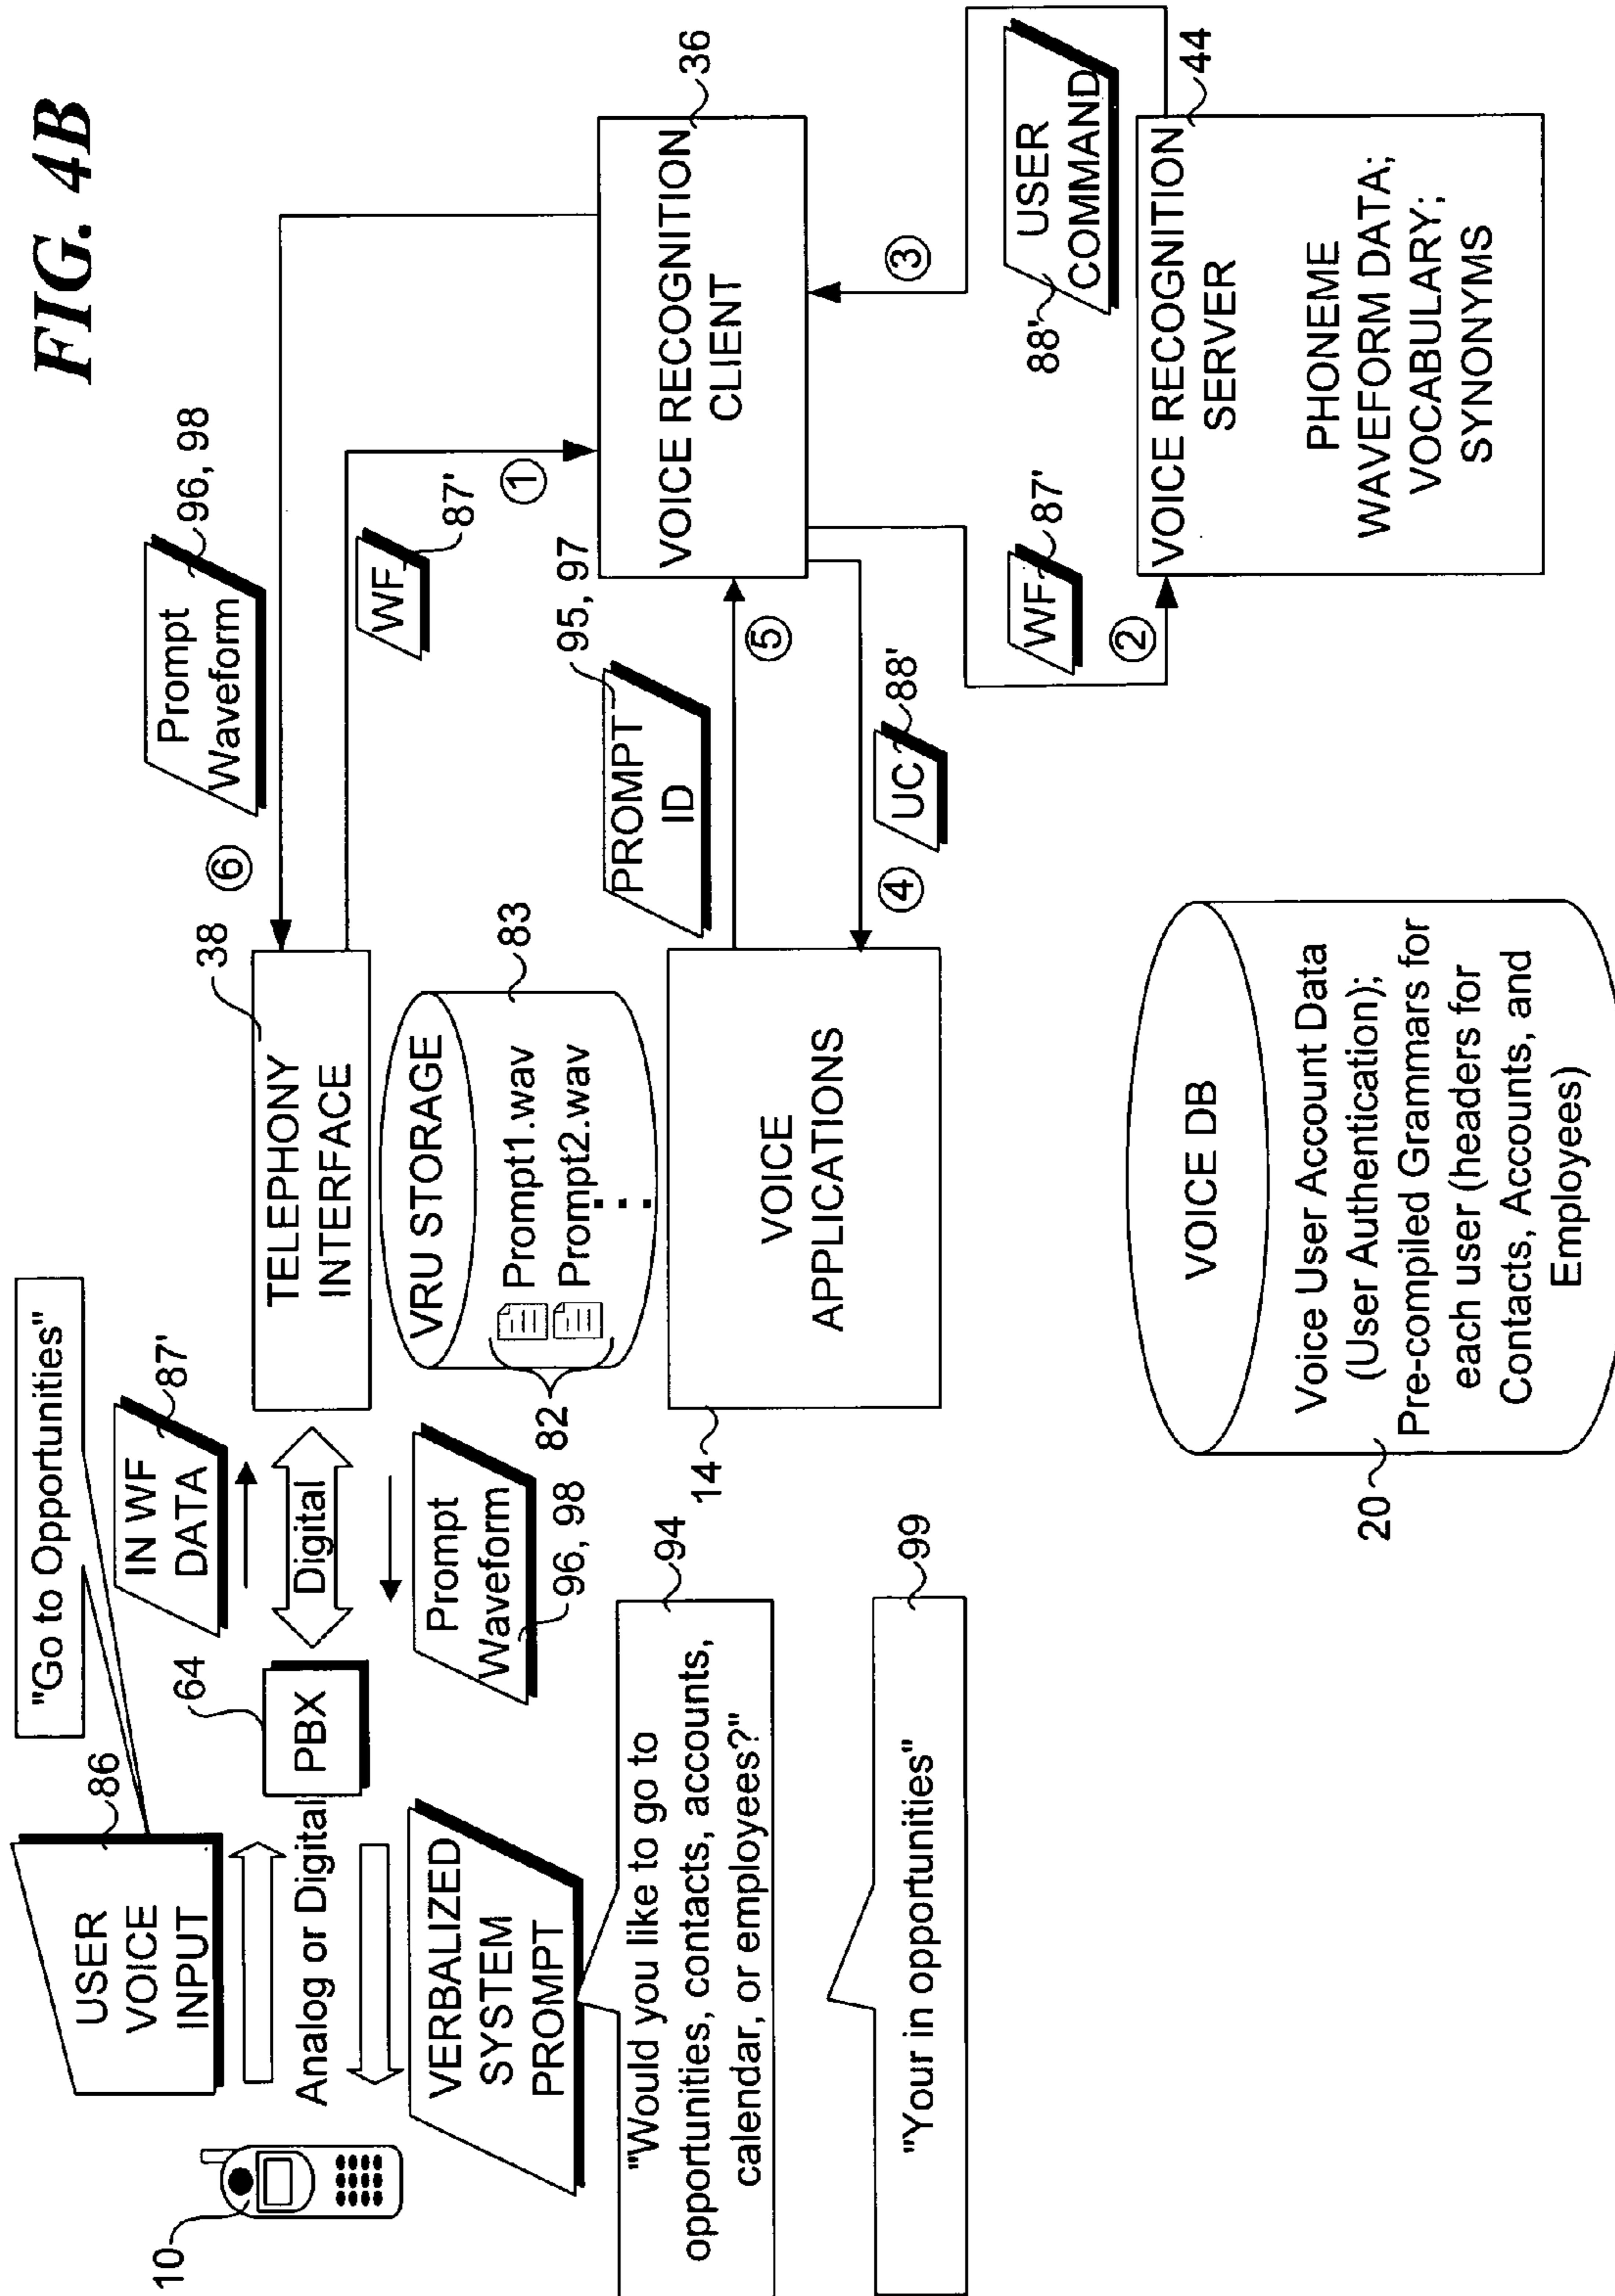 FIG. 4B
"Go to Opportunities"
86
USER
VOICE
INPUT
64
IN WF
DATA
87'
38
6
Prompt
Waveform
96, 98
10
Analog or Digital
PBX
Digital
TELEPHONY
INTERFACE
WF
87'
1
VERBALIZED
SYSTEM
PROMPT
Prompt
Waveform
96, 98
82
VRU STORAGE
Prompt1.wav
Prompt2.wav
83
94
"Would you like to go to
opportunities, contacts, accounts,
calendar, or employees?"
99
"Your in opportunities"
14
VOICE
APPLICATIONS
PROMPT
ID
95, 97
5
4
UC
88'
36
VOICE RECOGNITION
CLIENT
3
USER
COMMAND
88'
WF
87'
2
44
VOICE RECOGNITION
SERVER
PHONEME
WAVEFORM DATA;
VOCABULARY;
SYNONYMS
20
VOICE DB
Voice User Account Data
(User Authentication);
Pre-compiled Grammars for
each user (headers for
Contacts, Accounts, and
Employees)